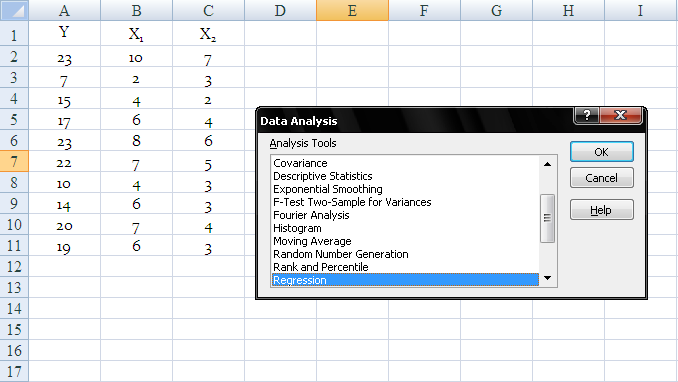 A B C D E F G H I
1 Y X₁ X₂
2 23 10 7
3 7 2 3
4 15 4 2
5 17 6 4
6 23 8 6
7 22 7 5
8 10 4 3
9 14 6 3
10 20 7 4
11 19 6 3
12
13
14
15
16
17
Data Analysis
?
Analysis Tools
Covariance
Descriptive Statistics
Exponential Smoothing
F-Test Two-Sample for Variances
Fourier Analysis
Histogram
Moving Average
Random Number Generation
Rank and Percentile
Regression
OK
Cancel
Help